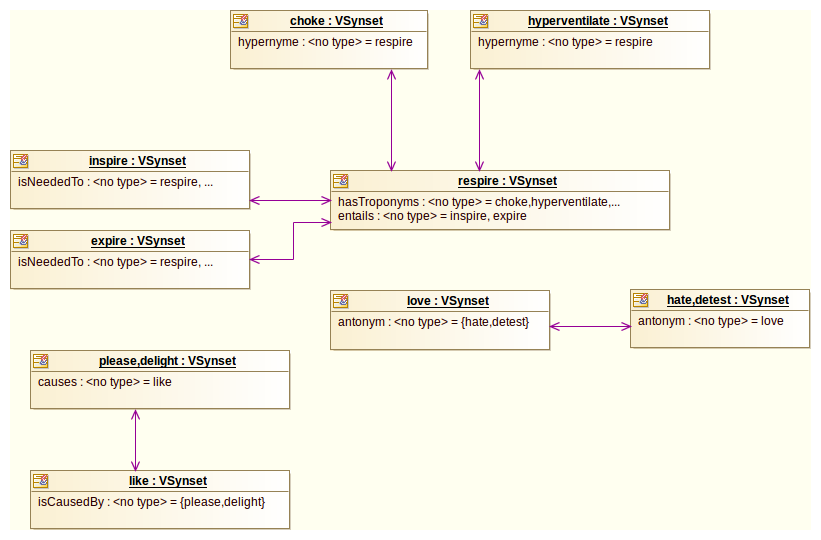 choke : VSynset
hypernyme : <no type> = respire
hyperventilate : VSynset
hypernyme : <no type> = respire
inspire : VSynset
isNeededTo : <no type> = respire, ...
respire : VSynset
hasTroponyms : <no type> = choke,hyperventilate,...
entails : <no type> = inspire, expire
expire : VSynset
isNeededTo : <no type> = respire, ...
love : VSynset
antonym : <no type> = {hate,detest}
hate,detest : VSynset
antonym : <no type> = love
please,delight : VSynset
causes : <no type> = like
like : VSynset
isCausedBy : <no type> = {please,delight}